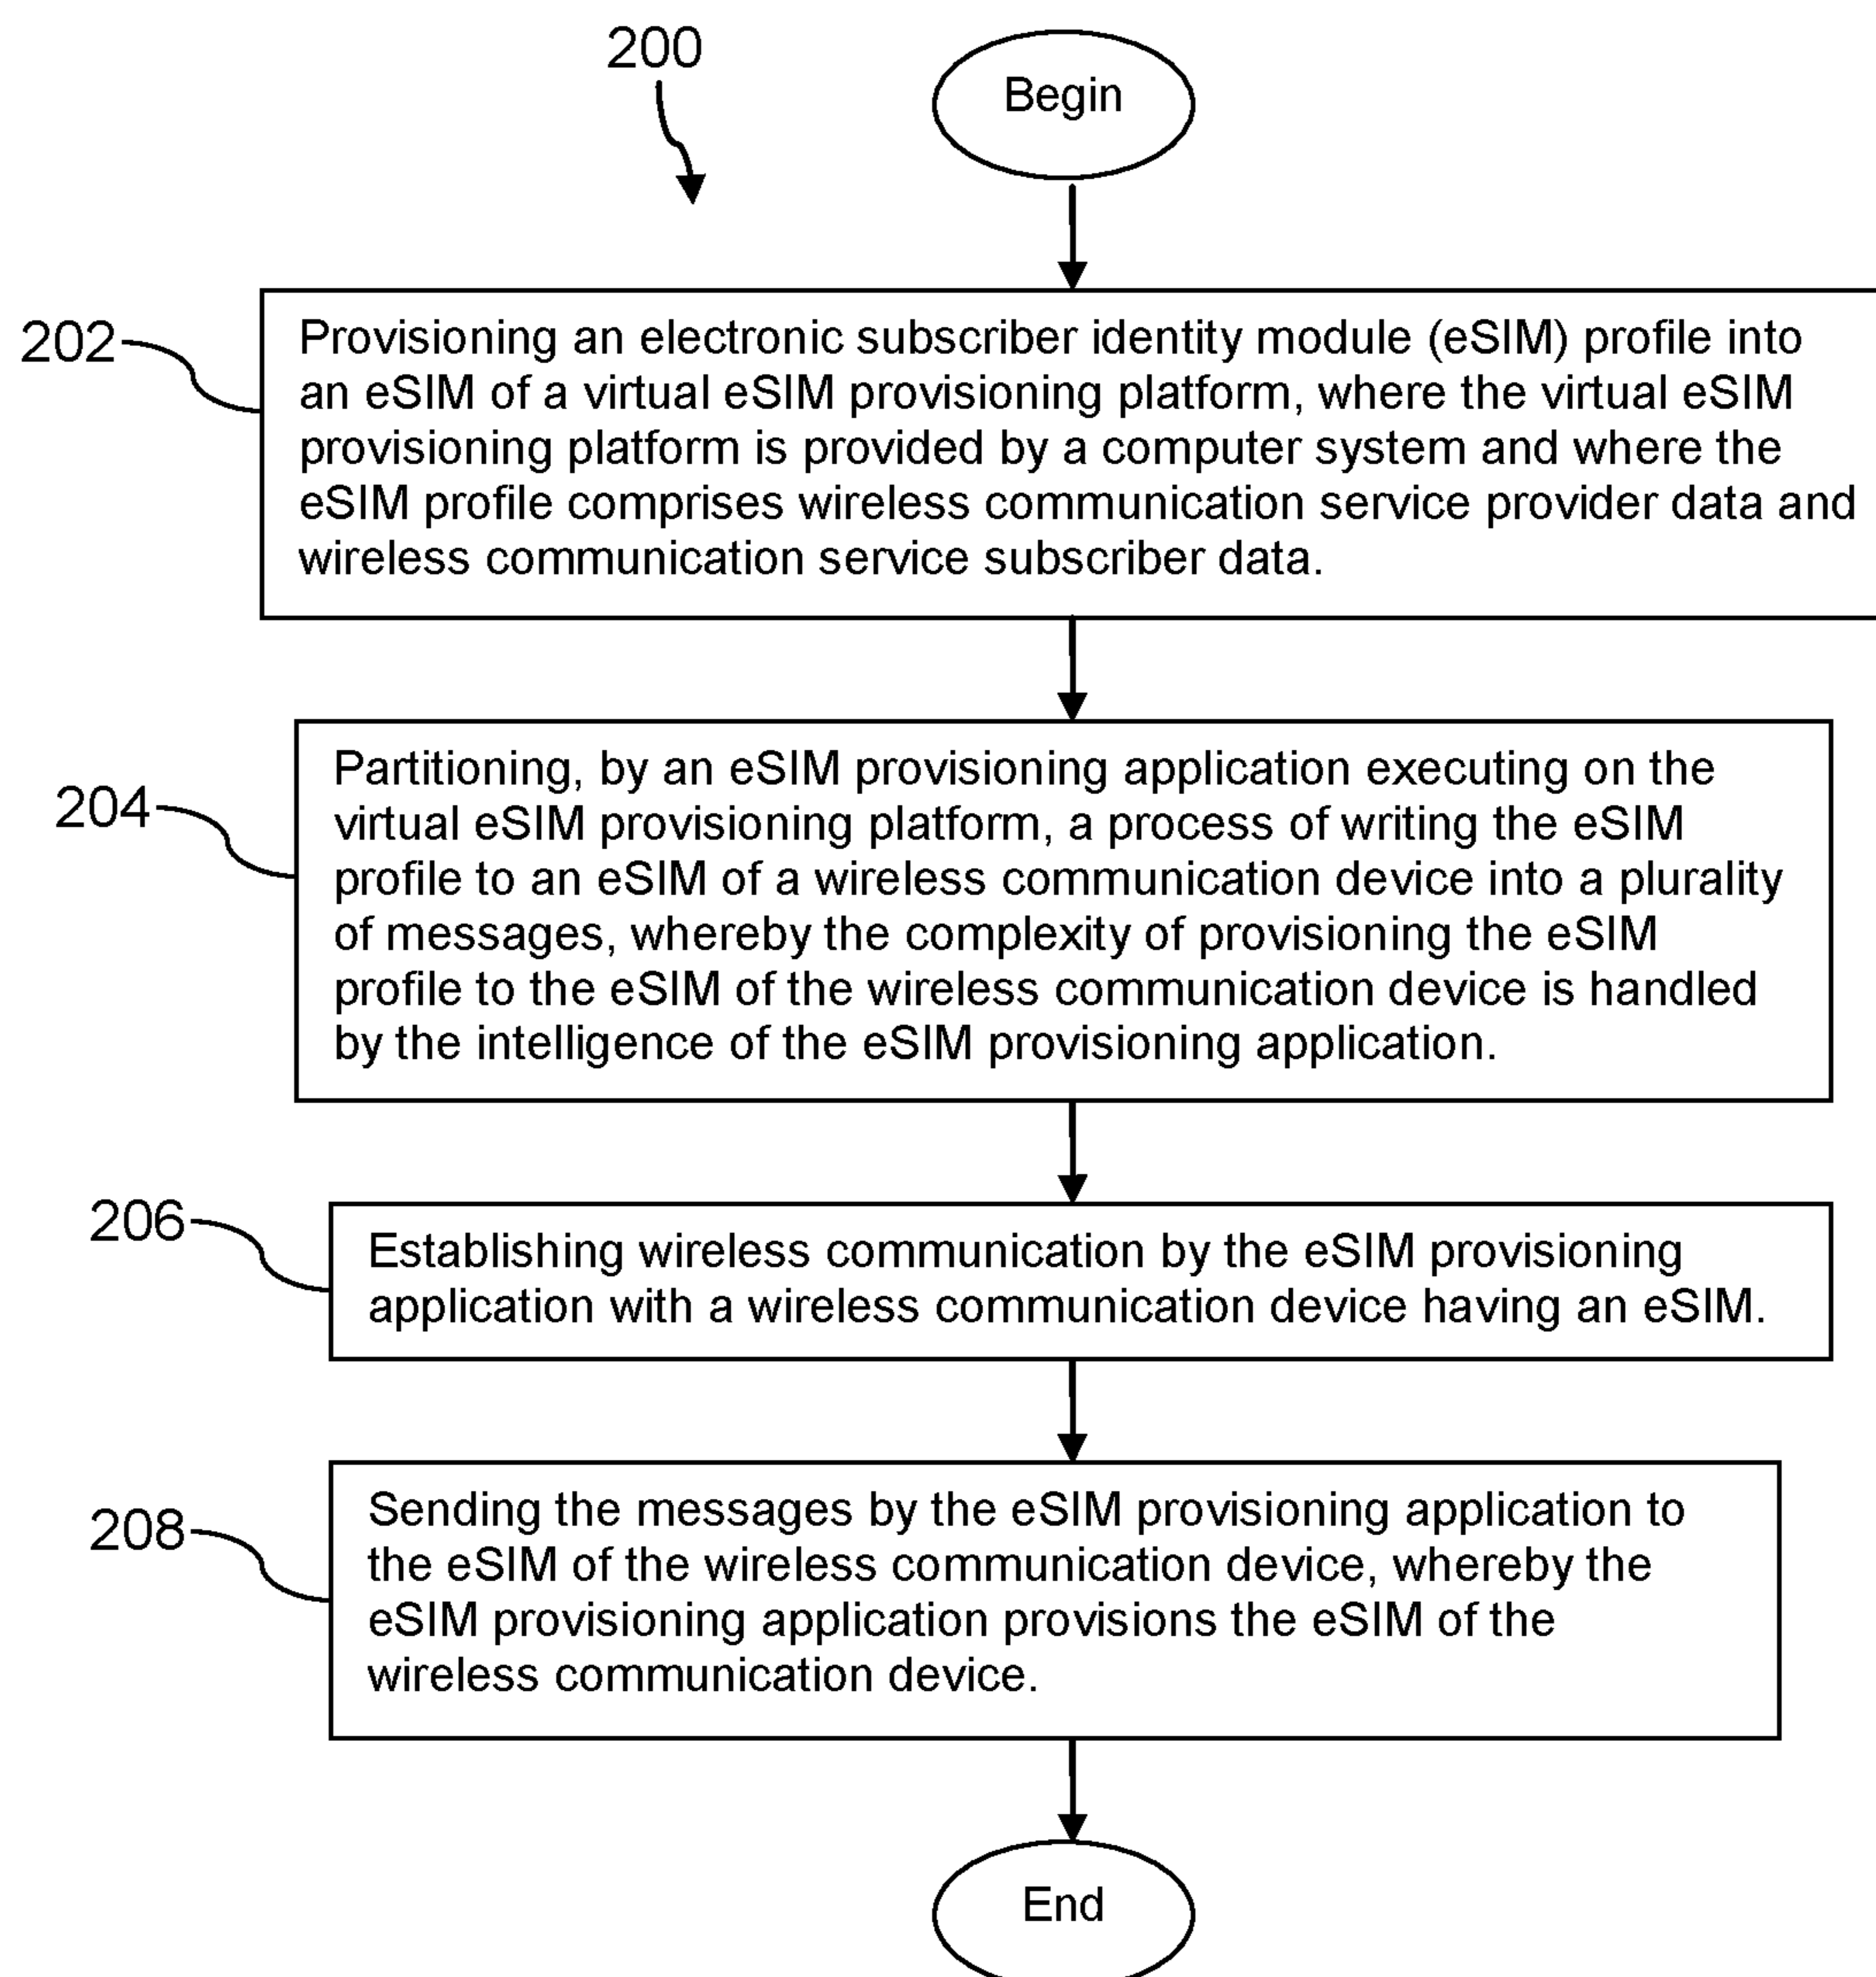 200
Begin
202
Provisioning an electronic subscriber identity module (eSIM) profile into
an eSIM of a virtual eSIM provisioning platform, where the virtual eSIM
provisioning platform is provided by a computer system and where the
eSIM profile comprises wireless communication service provider data and
wireless communication service subscriber data.
204
Partitioning, by an eSIM provisioning application executing on the
virtual eSIM provisioning platform, a process of writing the eSIM
profile to an eSIM of a wireless communication device into a plurality
of messages, whereby the complexity of provisioning the eSIM
profile to the eSIM of the wireless communication device is handled
by the intelligence of the eSIM provisioning application.
206
Establishing wireless communication by the eSIM provisioning
application with a wireless communication device having an eSIM.
208
Sending the messages by the eSIM provisioning application to
the eSIM of the wireless communication device, whereby the
eSIM provisioning application provisions the eSIM of the
wireless communication device.
End